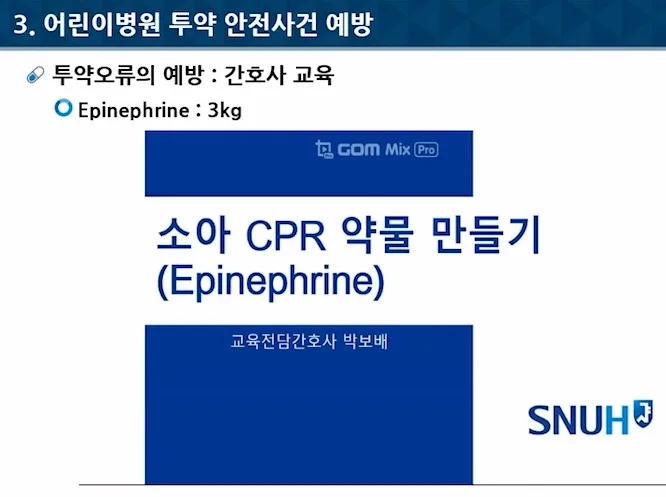 3. 어린이병원 투약 안전사건 예방
투약오류의 예방 : 간호사 교육
Epinephrine : 3kg
GOM Mix Pro
소아 CPR 약물 만들기
(Epinephrine)
교육전담간호사 박보배
SNUH